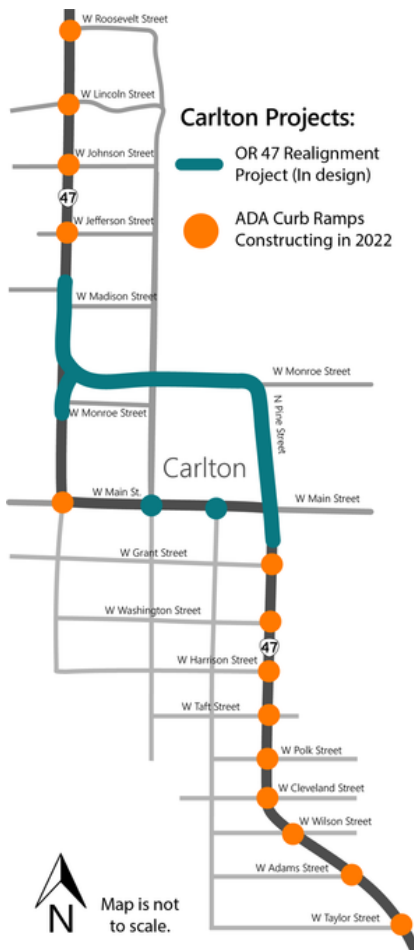 W Roosevelt Street
W Lincoln Street
Carlton Projects:
W Johnson Street
OR 47 Realignment
Project (In design)
47
ADA Curb Ramps
Constructing in 2022
W Jefferson Street
W Madison Street
W Monroe Street
N Pine Street
W Monroe Street
Carlton
W Main St.
W Main Street
W Grant Street
W Washington Street
47
W Harrison Street
W Taft Street
W Polk Street
W Cleveland Street
W Wilson Street
W Adams Street
N
Map is not
to scale.
W Taylor Street